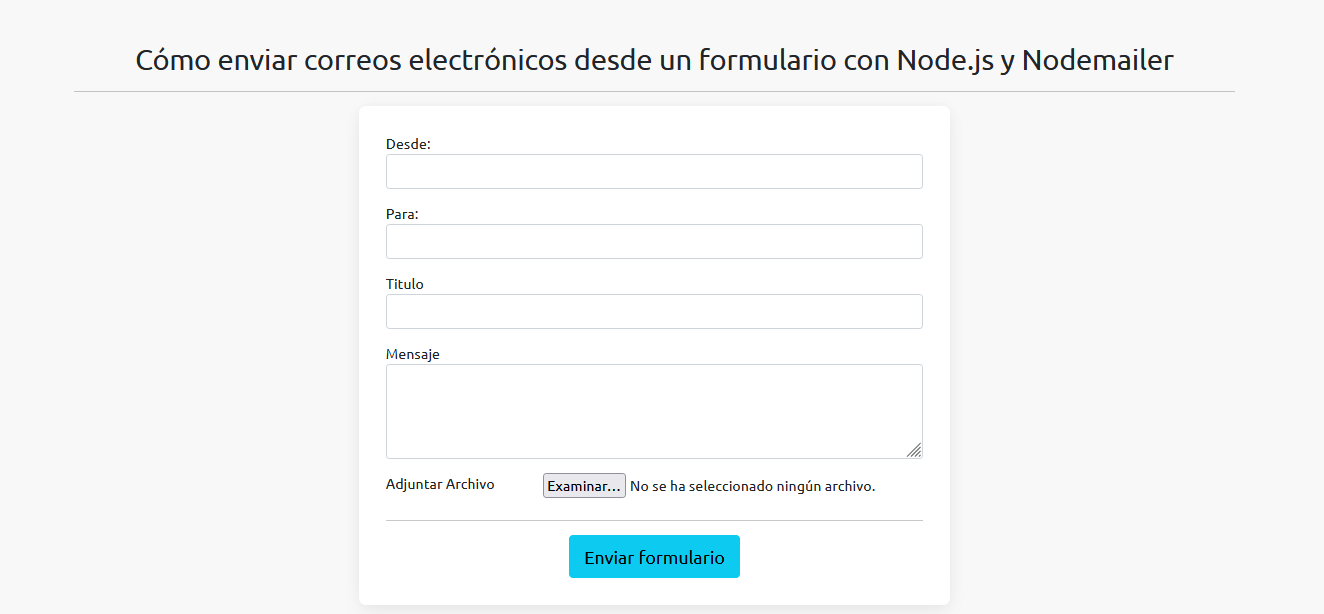 Cómo enviar correos electrónicos desde un formulario con Node.js y Nodemailer
Desde:
Para:
Titulo
Mensaje
Adjuntar Archivo
Examinar... No se ha seleccionado ningún archivo.
Enviar formulario